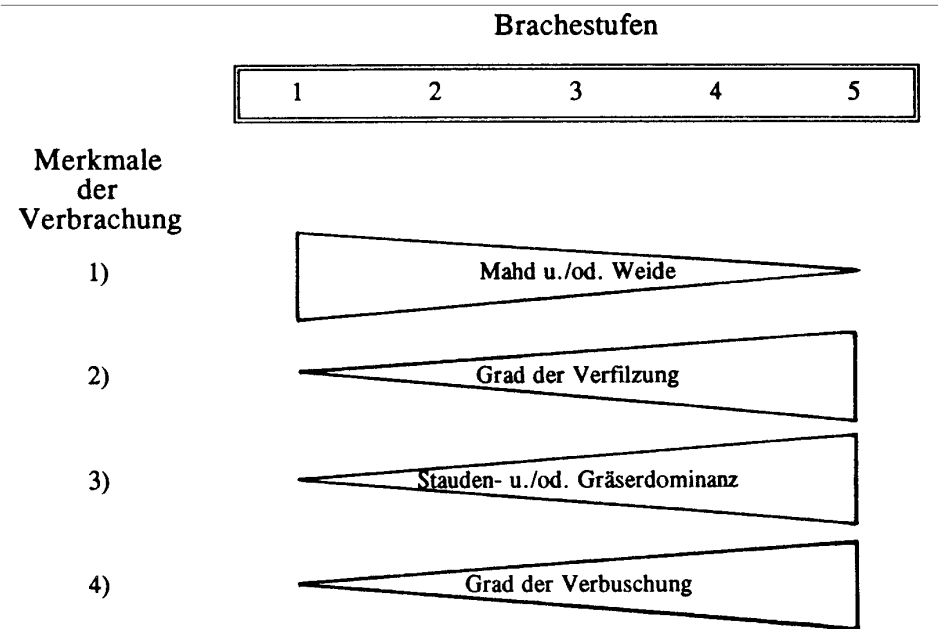 Brachestufen
1 2 3 4 5
Merkmale
der
Verbrachung
1) Mahd u./od. Weide
2) Grad der Verfilzung
3) Stauden- u./od. Gräserdominanz
4) Grad der Verbuschung